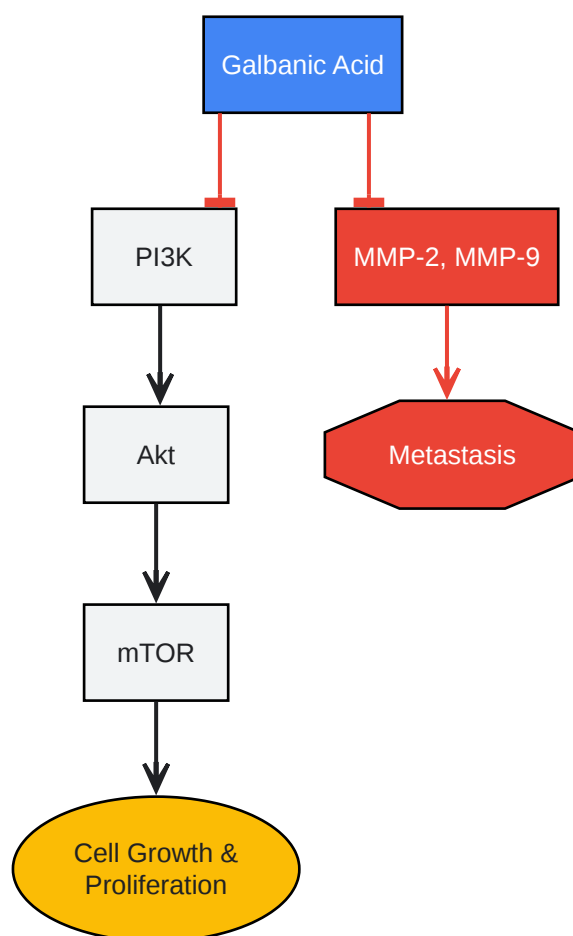 Galbanic Acid
PI3K
MMP-2, MMP-9
Akt
Metastasis
mTOR
Cell Growth &
Proliferation